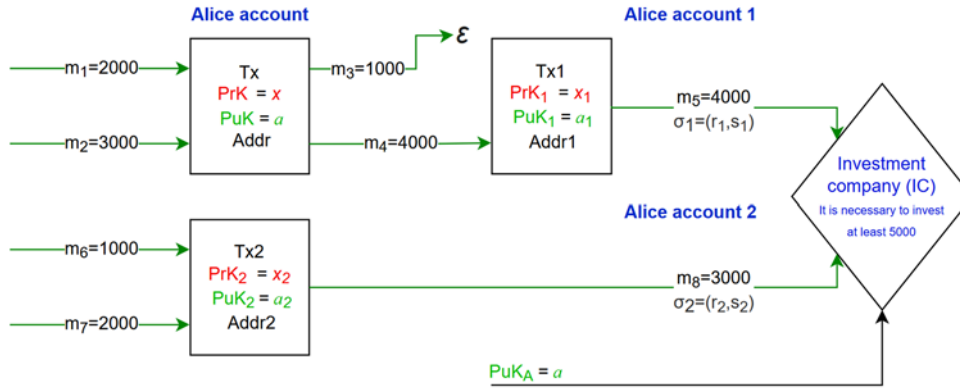 Alice account
Alice account 1
m₁=2000
m₃=1000
ε
Tx
PrK = x
PuK = a
Addr
Tx1
PrK₁ = x₁
PuK₁ = a₁
Addr1
m₂=3000
m₄=4000
m₅=4000
σ₁=(r₁,s₁)
Investment
company (IC)
It is necessary to invest
at least 5000
Alice account 2
m₆=1000
Tx2
PrK₂ = x₂
PuK₂ = a₂
Addr2
m₇=2000
m₈=3000
σ₂=(r₂,s₂)
PuK_A = a